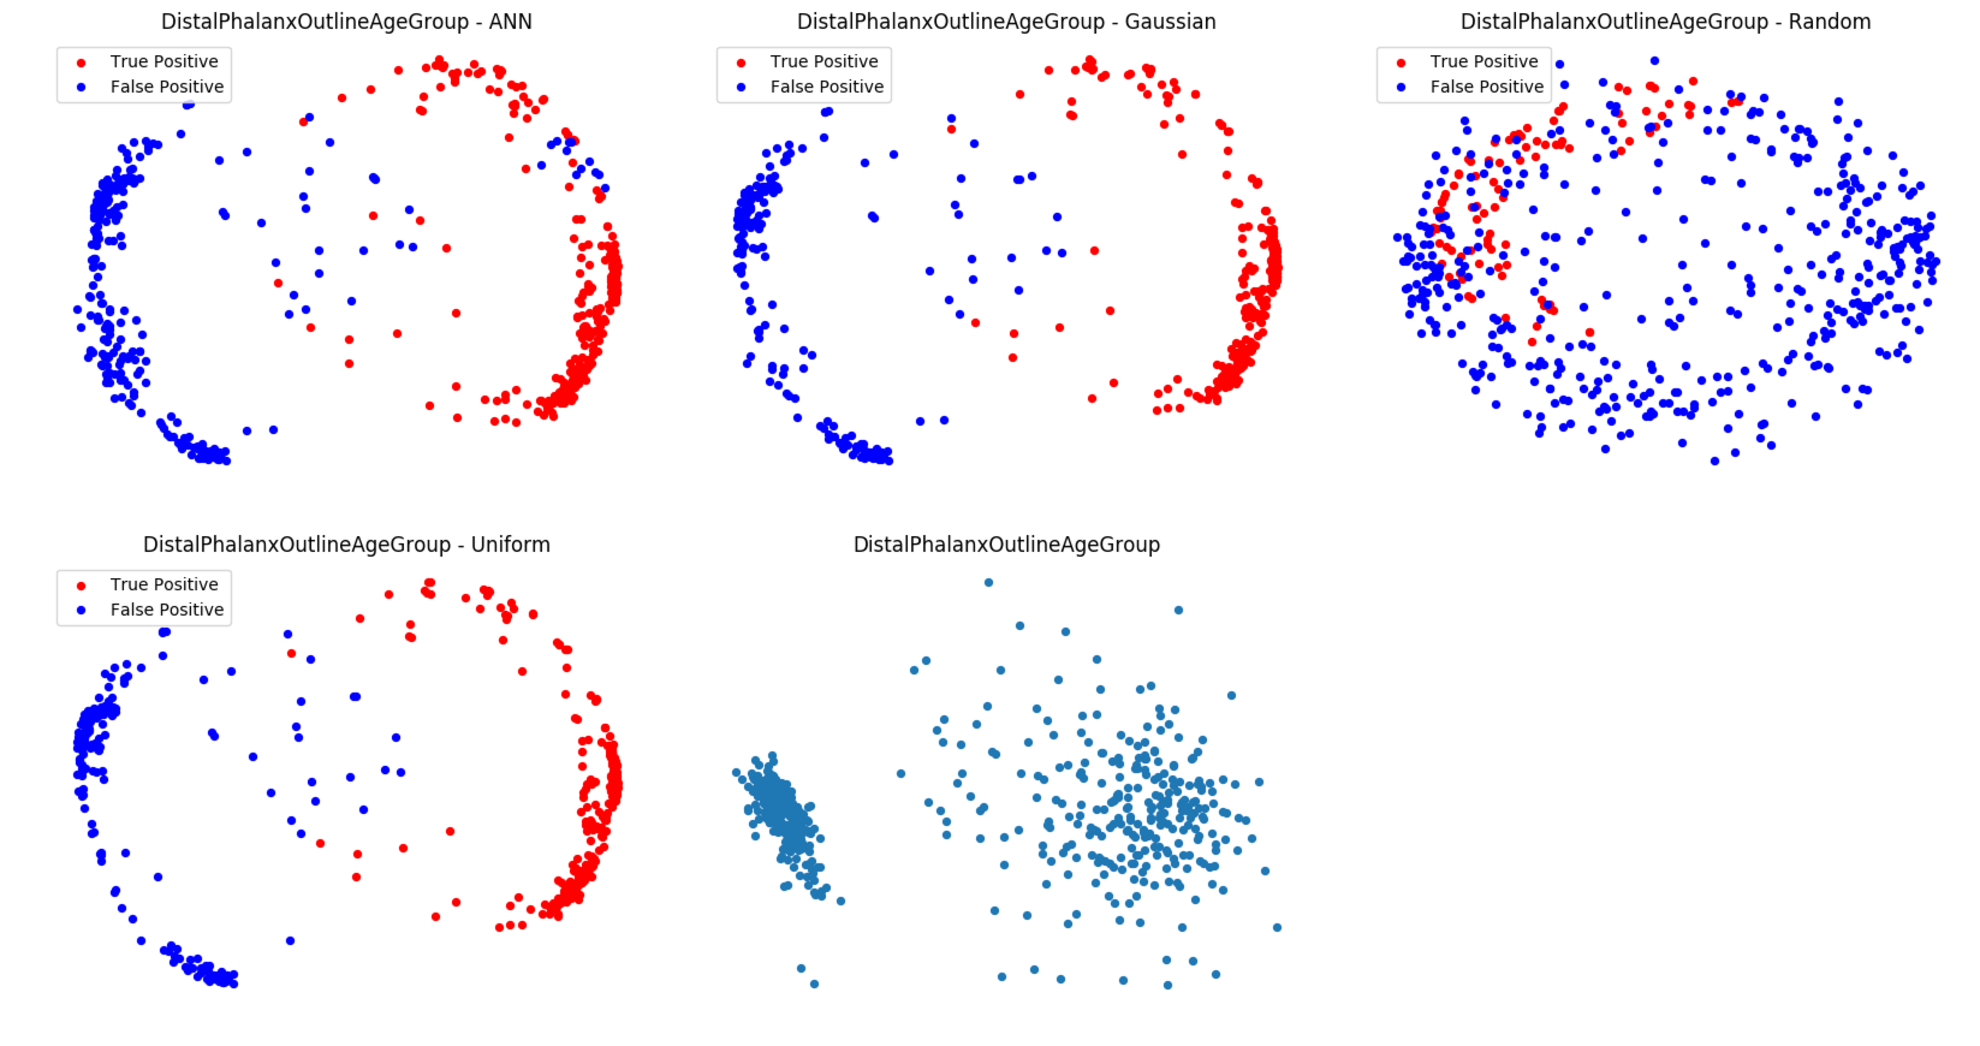 DistalPhalanxOutlineAgeGroup - ANN
True Positive
False Positive
DistalPhalanxOutlineAgeGroup - Gaussian
True Positive
False Positive
DistalPhalanxOutlineAgeGroup - Random
True Positive
False Positive
DistalPhalanxOutlineAgeGroup - Uniform
True Positive
False Positive
DistalPhalanxOutlineAgeGroup